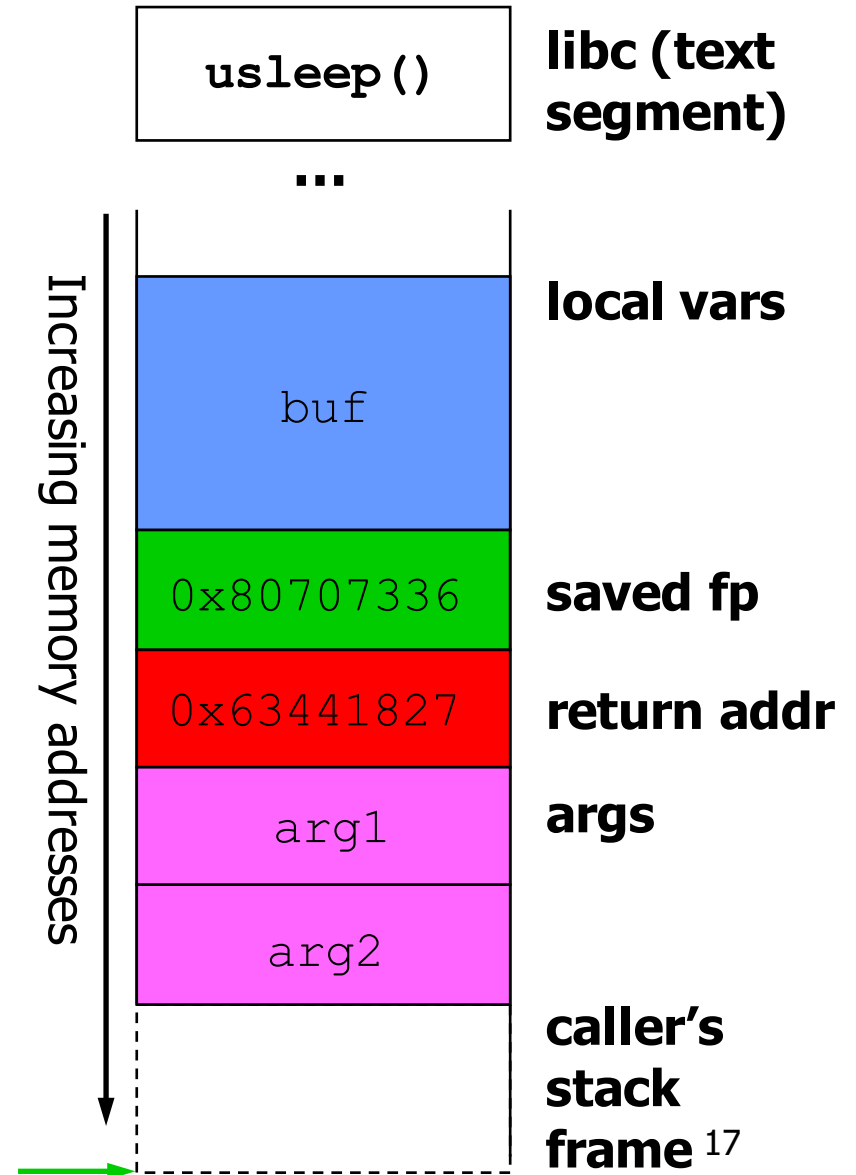 usleep()
libc (text
segment)
...
Increasing memory addresses
local vars
buf
0x80707336
saved fp
0x63441827
return addr
arg1
args
arg2
caller’s
stack
frame 17